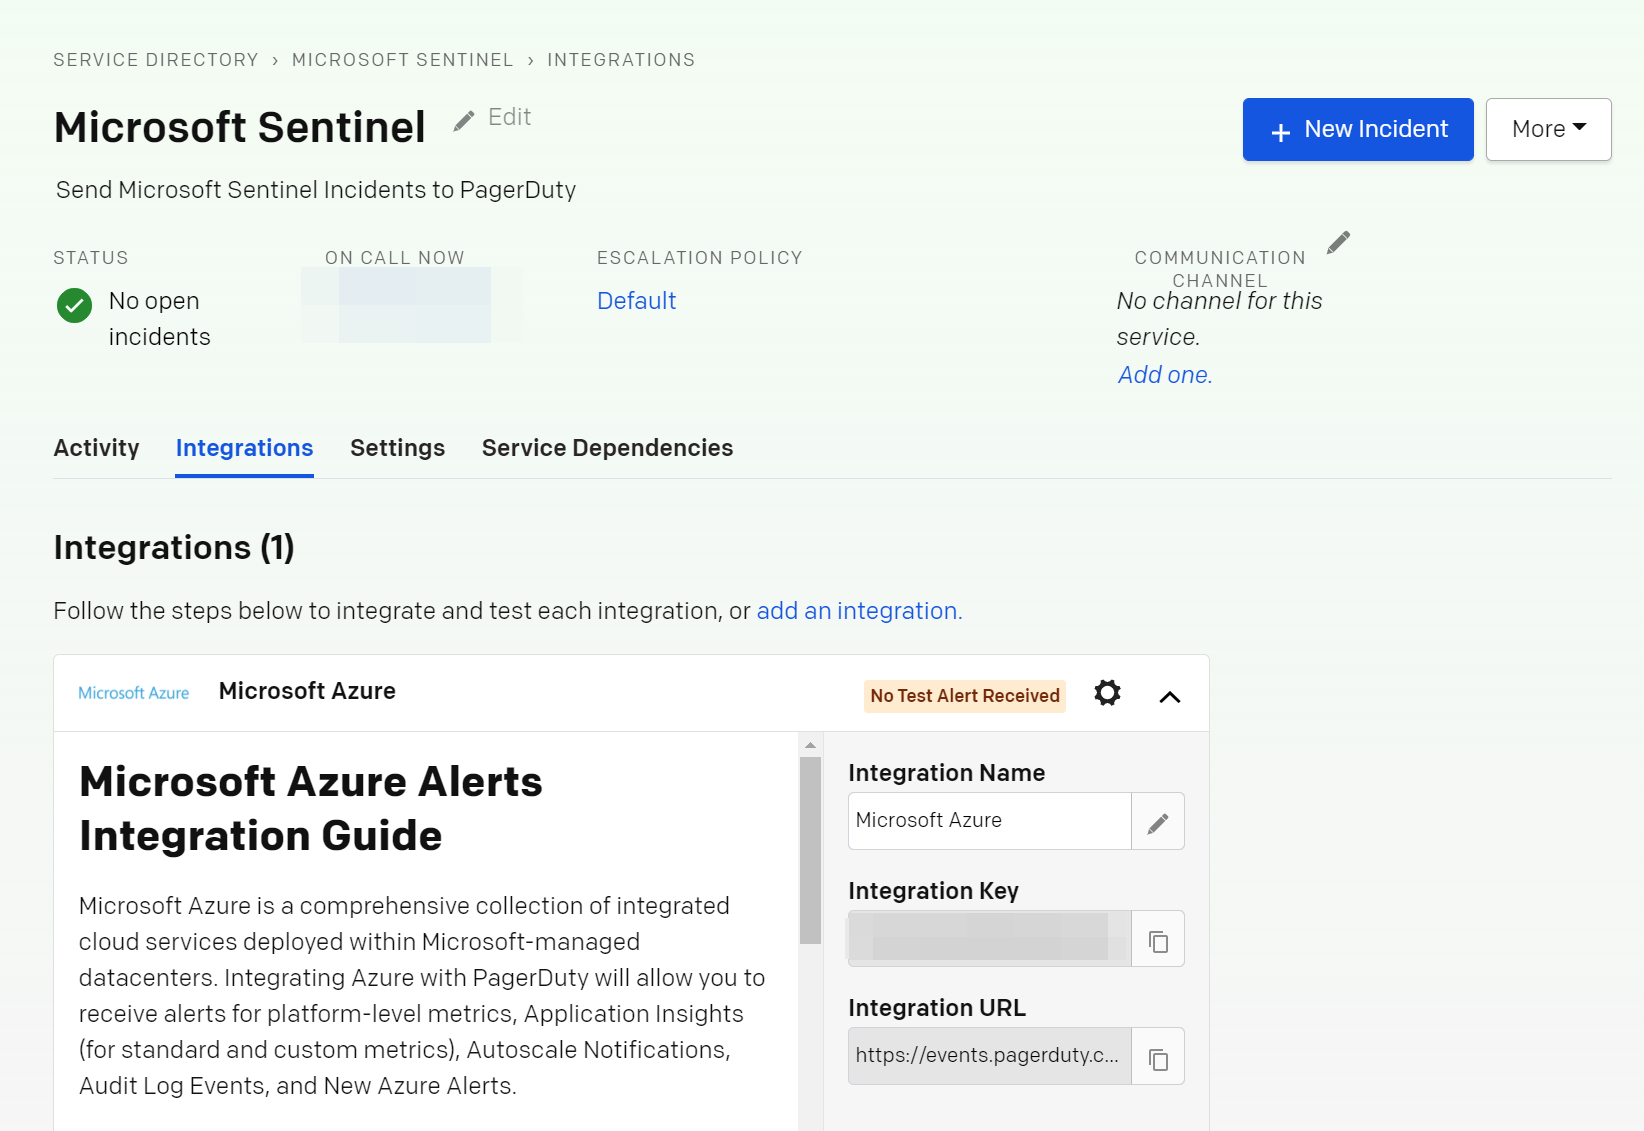 SERVICE DIRECTORY › MICROSOFT SENTINEL › INTEGRATIONS
Microsoft Sentinel Edit
+ New Incident
More
Send Microsoft Sentinel Incidents to PagerDuty
STATUS
No open
incidents
ON CALL NOW
ESCALATION POLICY
Default
COMMUNICATION
CHANNEL
No channel for this
service.
Add one.
Activity Integrations Settings Service Dependencies
Integrations (1)
Follow the steps below to integrate and test each integration, or add an integration.
Microsoft Azure Microsoft Azure No Test Alert Received
Microsoft Azure Alerts
Integration Guide
Microsoft Azure is a comprehensive collection of integrated
cloud services deployed within Microsoft-managed
datacenters. Integrating Azure with PagerDuty will allow you to
receive alerts for platform-level metrics, Application Insights
(for standard and custom metrics), Autoscale Notifications,
Audit Log Events, and New Azure Alerts.
Integration Name
Microsoft Azure
Integration Key
Integration URL
https://events.pagerduty.c...